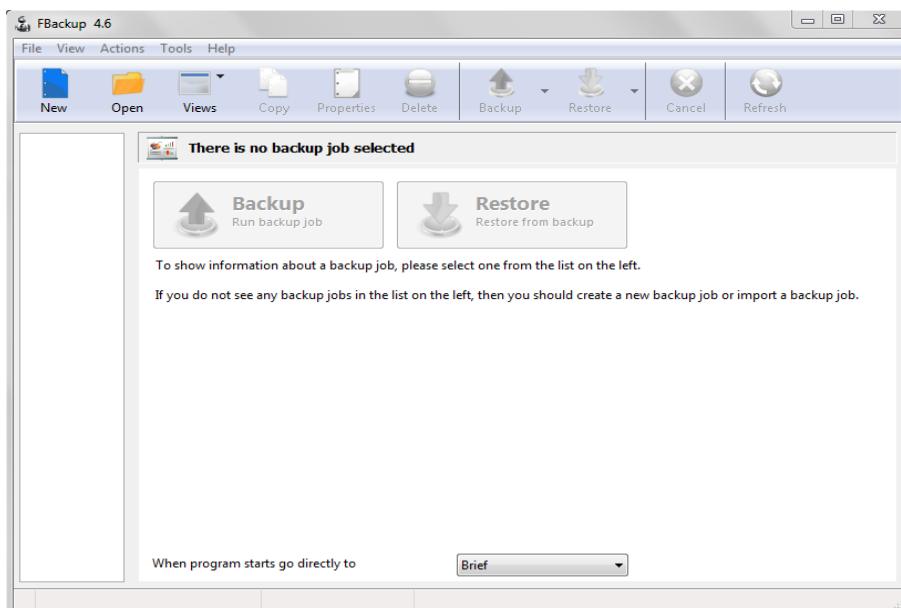 FBackup 4.6
File View Actions Tools Help
New Open Views Copy Properties Delete Backup Restore Cancel Refresh
There is no backup job selected
Backup
Run backup job
Restore
Restore from backup
To show information about a backup job, please select one from the list on the left.
If you do not see any backup jobs in the list on the left, then you should create a new backup job or import a backup job.
When program starts go directly to Brief